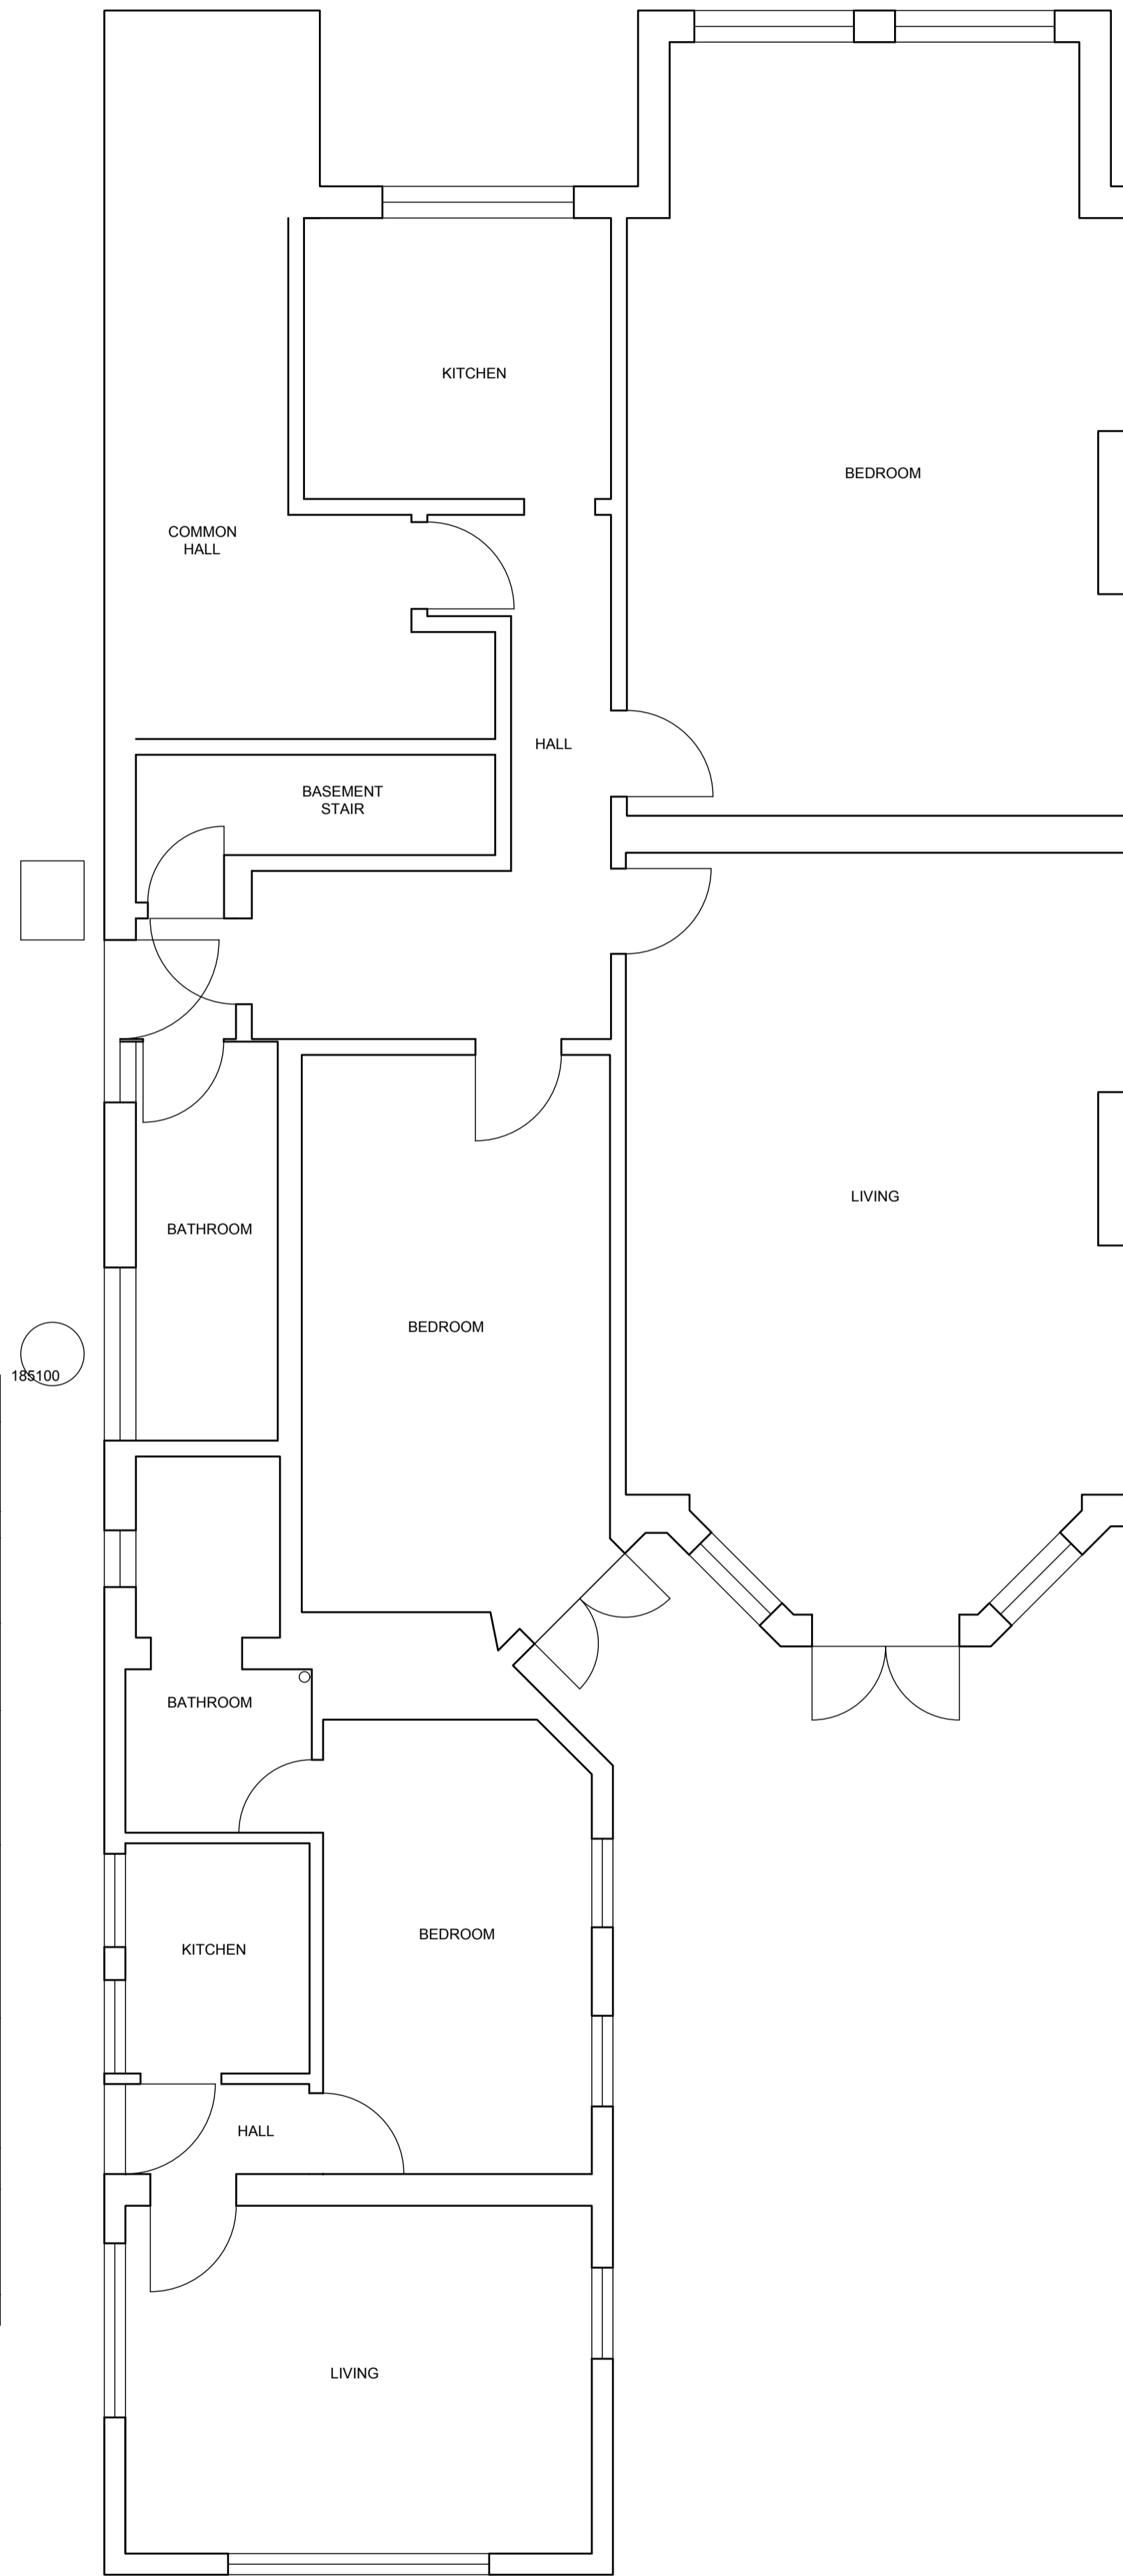 KITCHEN
BEDROOM
COMMON
HALL
HALL
BASEMENT
STAIR
LIVING
BATHROOM
BEDROOM
185100
BATHROOM
BEDROOM
KITCHEN
HALL
LIVING